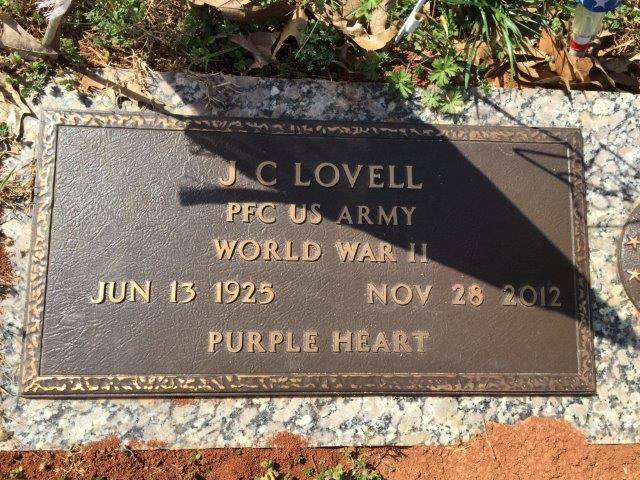 J C LOVELL
PFC US ARMY
WORLD WAR II
JUN 13 1925 NOV 28 2012
PURPLE HEART